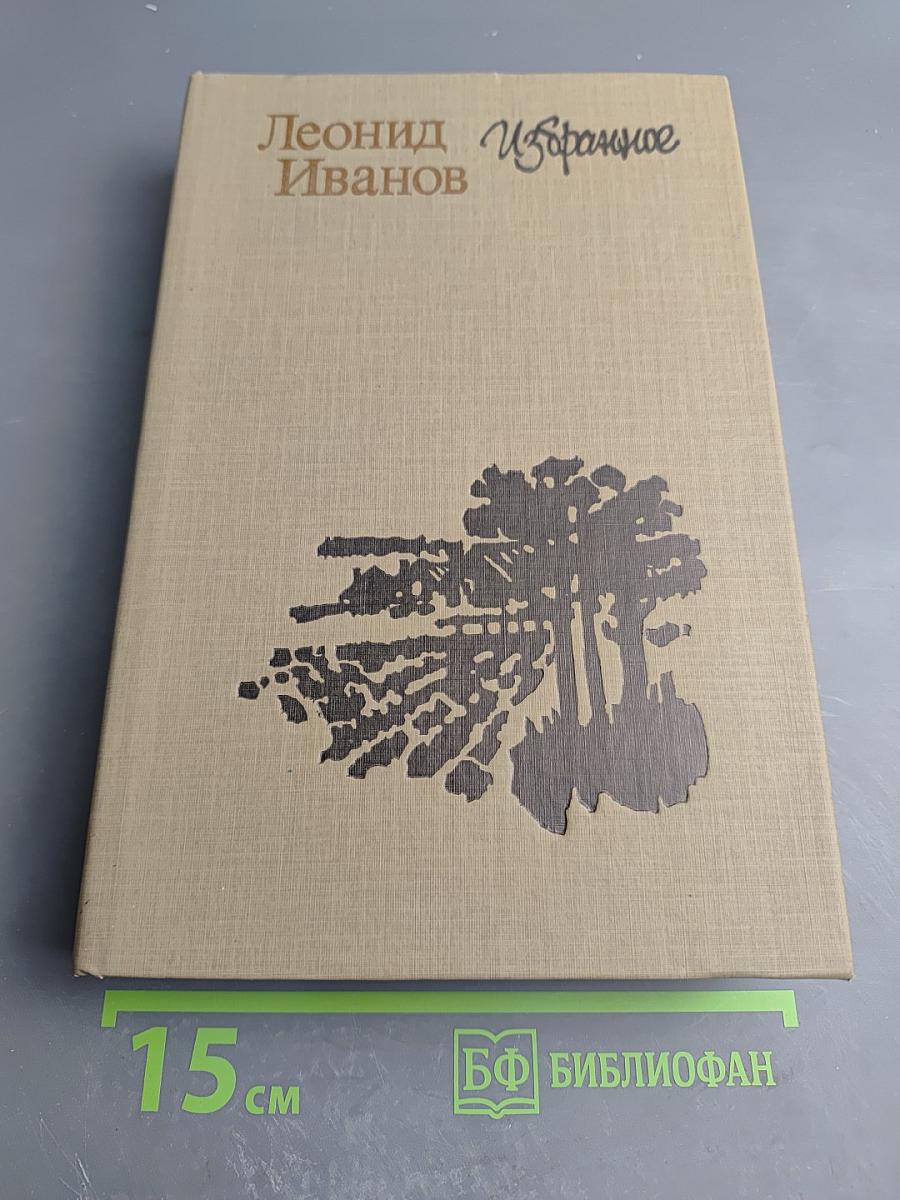 Леонид
Иванов
Избранное
15 см
БФ БИБЛИОФАН